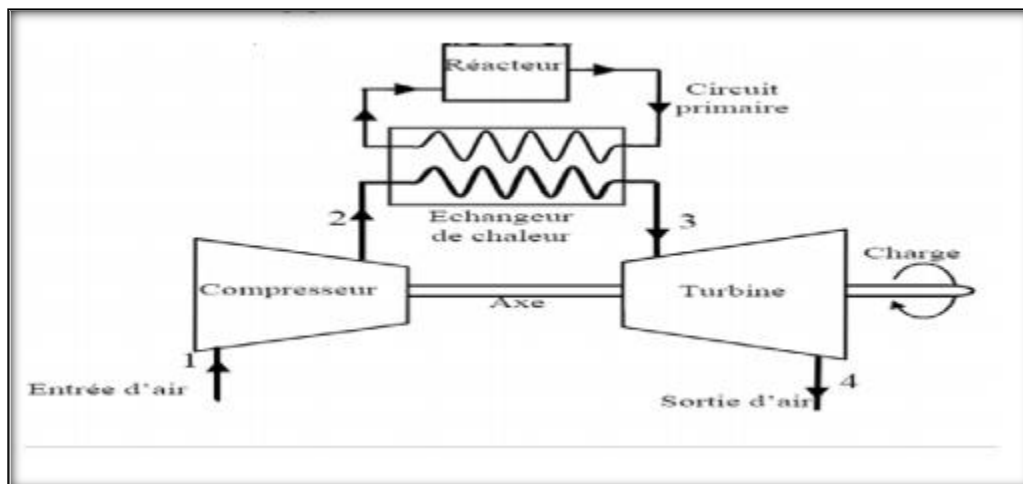 Réacteur
Circuit
primaire
2
Echangeur
de chaleur
3
Compresseur
Axe
Turbine
Charge
1
Entrée d'air
4
Sortie d'air